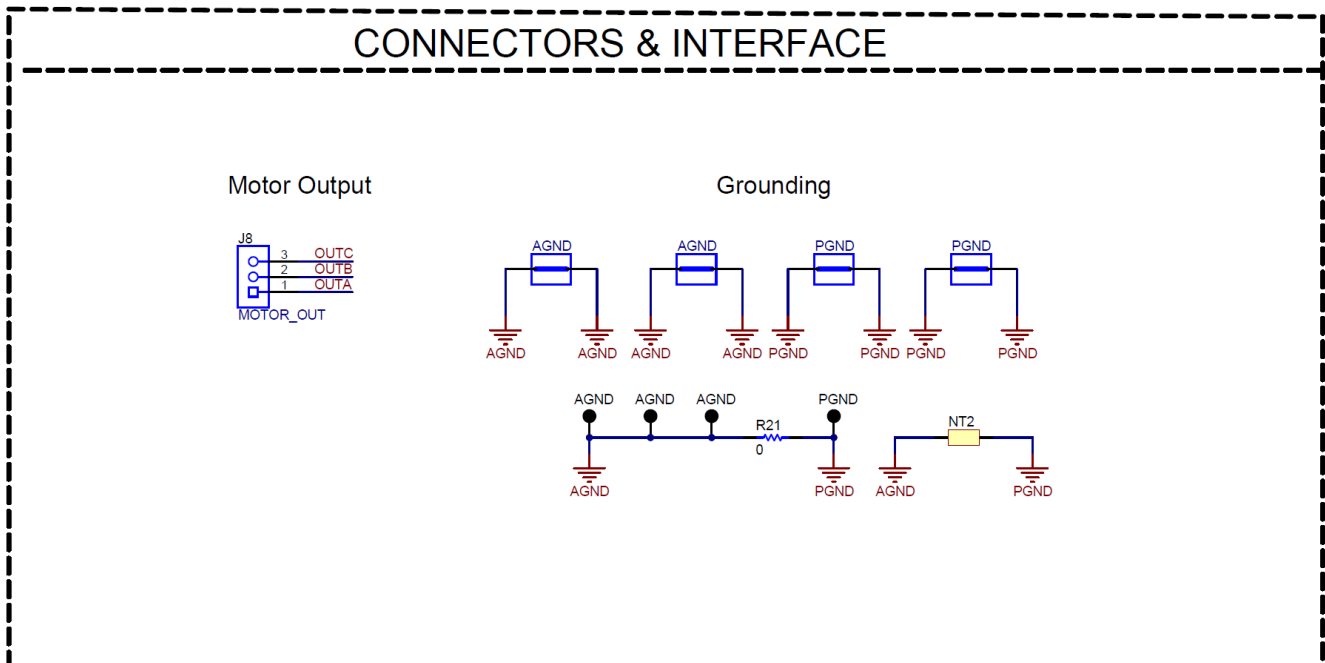 CONNECTORS & INTERFACE
Motor Output
Grounding
J8
3 OUTC
2 OUTB
1 OUTA
MOTOR_OUT
AGND AGND PGND PGND
AGND AGND AGND AGND PGND PGND PGND PGND
AGND AGND AGND PGND
R21
0
NT2
AGND PGND AGND PGND